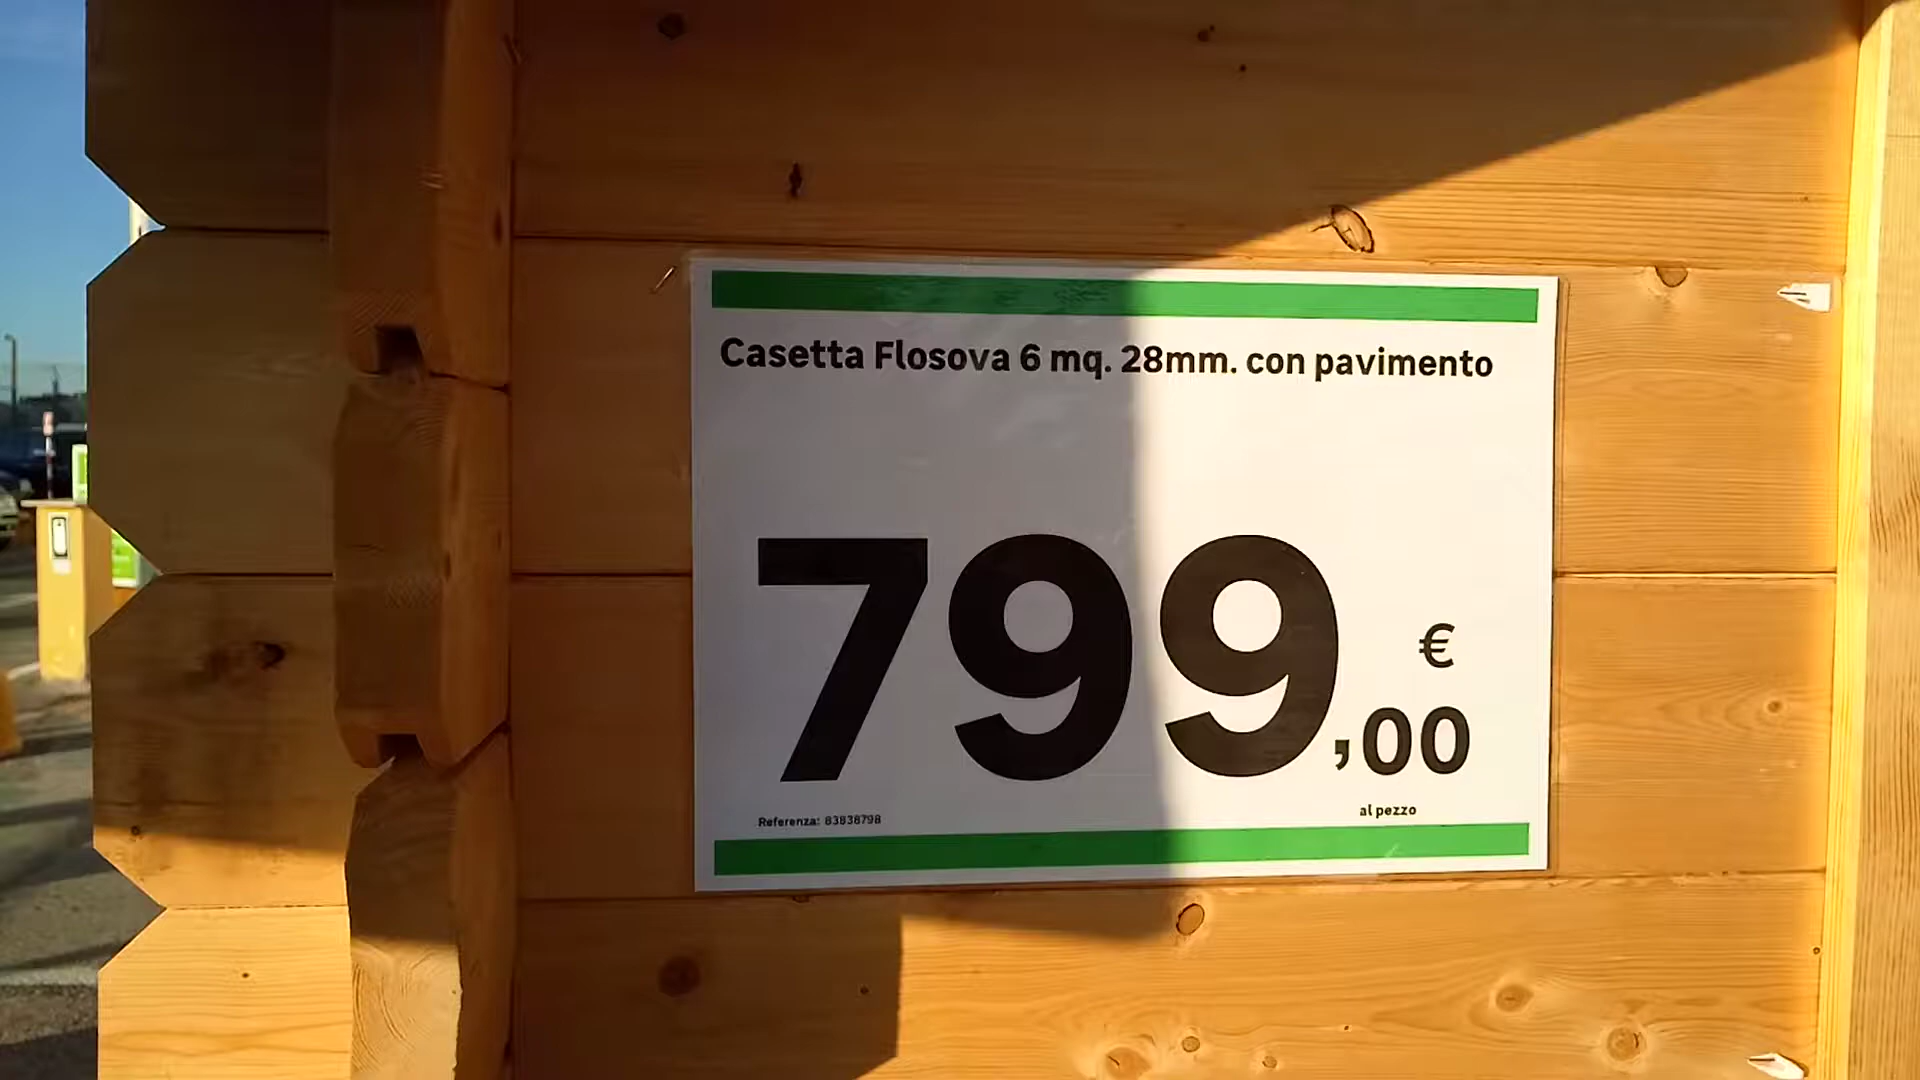 Casetta Flosova 6 mq. 28mm. con pavimento
799,00 €
al pezzo
Referenza: 83838798